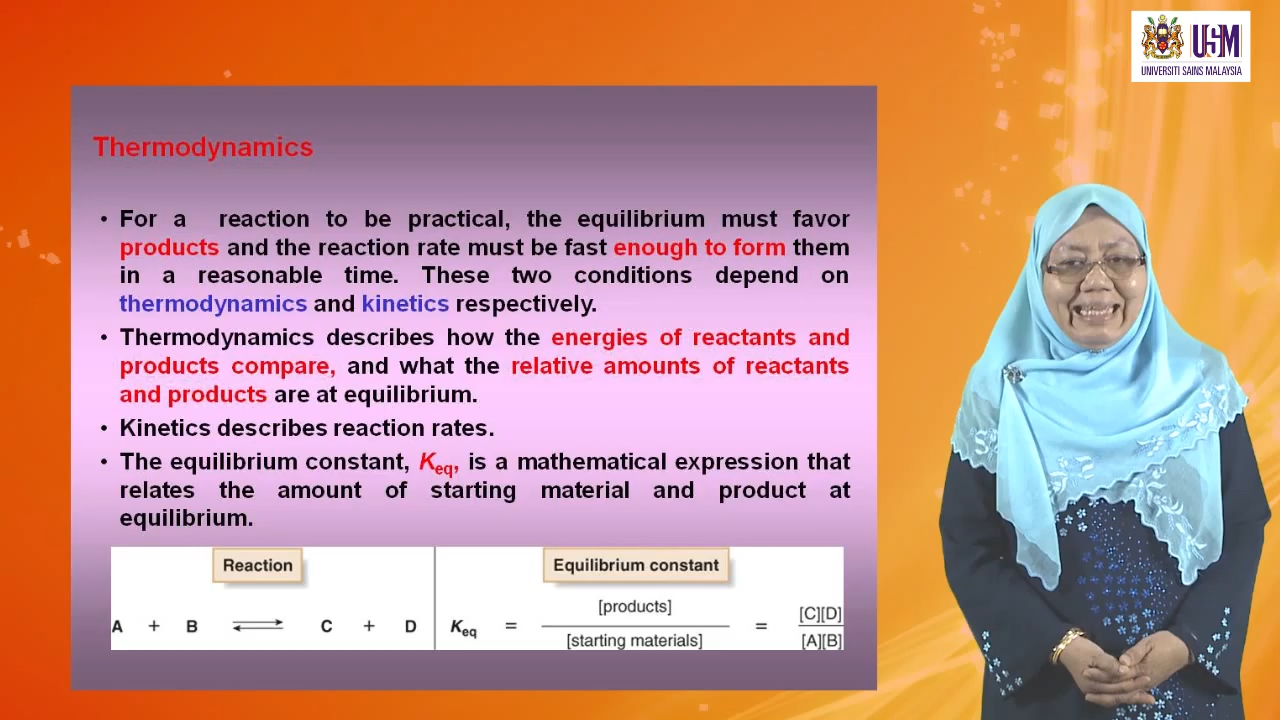 USM
UNIVERSITI SAINS MALAYSIA
Thermodynamics
• For a reaction to be practical, the equilibrium must favor
products and the reaction rate must be fast enough to form them
in a reasonable time. These two conditions depend on
thermodynamics and kinetics respectively.
• Thermodynamics describes how the energies of reactants and
products compare, and what the relative amounts of reactants
and products are at equilibrium.
• Kinetics describes reaction rates.
• The equilibrium constant, Keq, is a mathematical expression that
relates the amount of starting material and product at
equilibrium.
Reaction
A + B ⇌ C + D
Equilibrium constant
Keq = [products] / [starting materials] = [C][D] / [A][B]